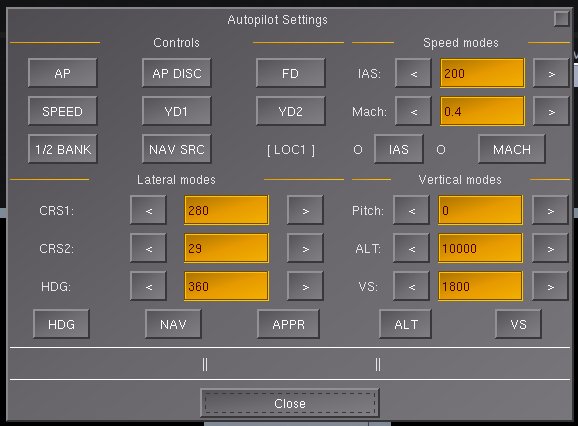 Autopilot Settings
Controls Speed modes
AP AP DISC FD IAS: < 200 >
SPEED YD1 YD2 Mach: < 0.4 >
1/2 BANK NAV SRC [ LOC1 ] O IAS O MACH
Lateral modes Vertical modes
CRS1: < 280 > Pitch: < 0 >
CRS2: < 29 > ALT: < 10000 >
HDG: < 360 > VS: < 1800 >
HDG NAV APPR ALT VS
|| ||
Close